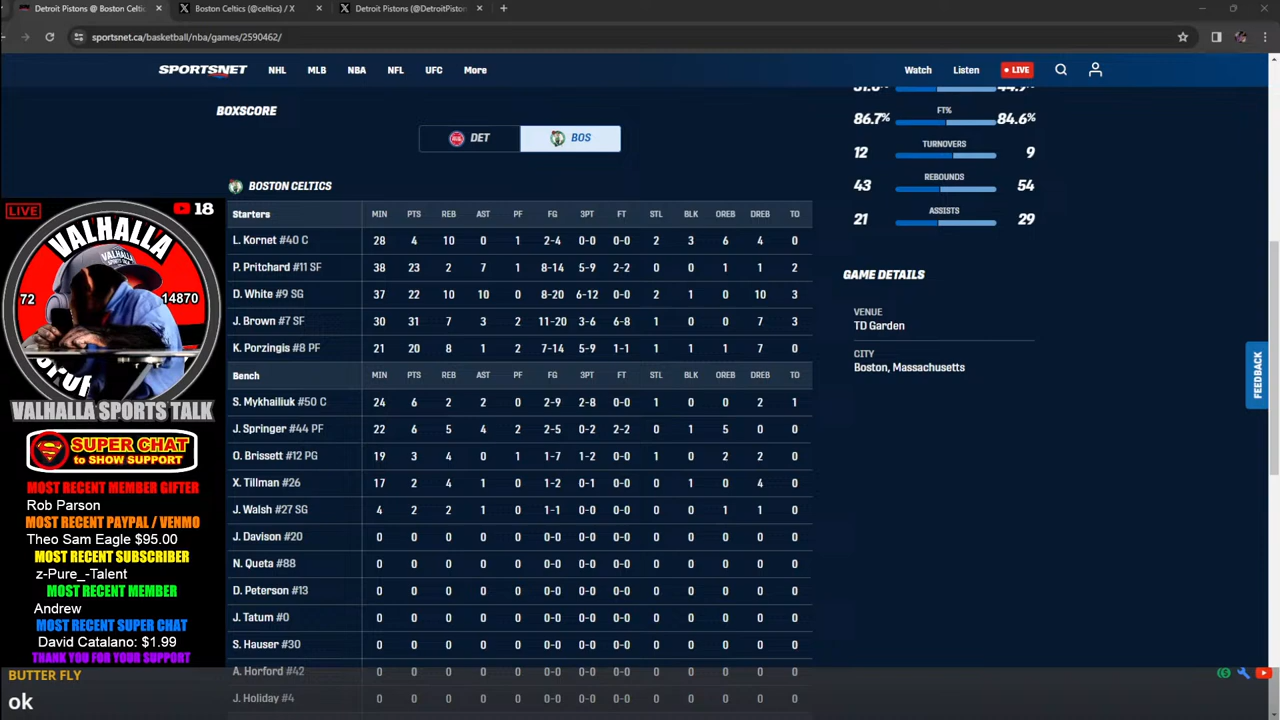 Detroit Pistons @ Boston Celtic
Boston Celtics (@celtics) / X
Detroit Pistons (@DetroitPiston
sportsnet.ca/basketball/nba/games/2590462/
SPORTSNET NHL MLB NBA NFL UFC More Watch Listen LIVE
BOXSCORE
DET BOS
BOSTON CELTICS
Starters MIN PTS REB AST PF FG 3PT FT STL BLK OREB DREB TO
L. Kornet #40 C 28 4 10 0 1 2-4 0-0 0-0 2 3 6 4 0
P. Pritchard #11 SF 38 23 2 7 1 8-14 5-9 2-2 0 0 1 1 2
D. White #9 SG 37 22 10 10 0 8-20 6-12 0-0 2 1 0 10 3
J. Brown #7 SF 30 31 7 3 2 11-20 3-6 6-8 1 0 0 7 3
K. Porzingis #8 PF 21 20 8 1 2 7-14 5-9 1-1 1 1 1 7 0
Bench MIN PTS REB AST PF FG 3PT FT STL BLK OREB DREB TO
S. Mykhailiuk #50 C 24 6 2 2 0 2-9 2-8 0-0 1 0 0 2 1
J. Springer #44 PF 22 6 5 4 2 2-5 0-2 2-2 0 1 5 0 0
O. Brissett #12 PG 19 3 4 0 1 1-7 1-2 0-0 1 0 2 2 0
X. Tillman #26 17 2 4 1 0 1-2 0-1 0-0 0 1 0 4 0
J. Walsh #27 SG 4 2 2 1 0 1-1 0-0 0-0 0 0 1 1 0
J. Davison #20 0 0 0 0 0 0-0 0-0 0-0 0 0 0 0 0
N. Queta #88 0 0 0 0 0 0-0 0-0 0-0 0 0 0 0 0
D. Peterson #13 0 0 0 0 0 0-0 0-0 0-0 0 0 0 0 0
J. Tatum #0 0 0 0 0 0 0-0 0-0 0-0 0 0 0 0 0
S. Hauser #30 0 0 0 0 0 0-0 0-0 0-0 0 0 0 0 0
A. Horford #42 0 0 0 0 0 0-0 0-0 0-0 0 0 0 0 0
J. Holiday #4 0 0 0 0 0 0-0 0-0 0-0 0 0 0 0 0
FT%
86.7% 84.6%
TURNOVERS
12 9
REBOUNDS
43 54
ASSISTS
21 29
GAME DETAILS
VENUE
TD Garden
CITY
Boston, Massachusetts
FEEDBACK
LIVE 18
VALHALLA
72 14870
VALHALLA SPORTS TALK
SUPER CHAT
to SHOW SUPPORT
MOST RECENT MEMBER GIFTER
Rob Parson
MOST RECENT PAYPAL / VENMO
Theo Sam Eagle $95.00
MOST RECENT SUBSCRIBER
z-Pure_-Talent
MOST RECENT MEMBER
Andrew
MOST RECENT SUPER CHAT
David Catalano: $1.99
THANK YOU FOR YOUR SUPPORT
BUTTER FLY
ok